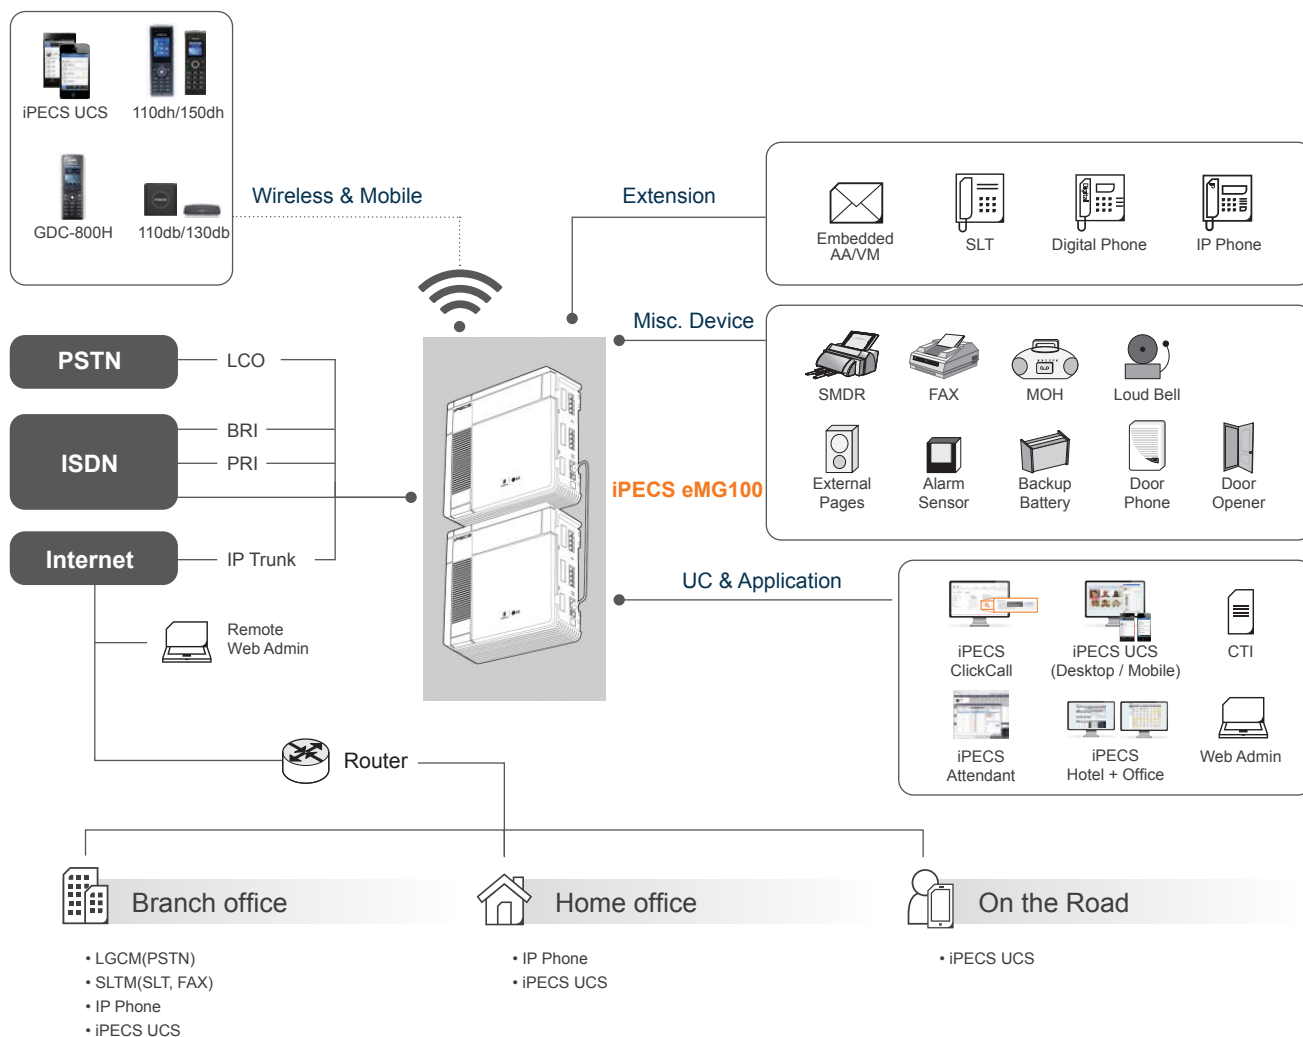 iPECS UCS
110dh/150dh
GDC-800H
110db/130db
Wireless & Mobile
Extension
Embedded
AA/VM
SLT
Digital Phone
IP Phone
Misc. Device
SMDR
FAX
MOH
Loud Bell
External
Pages
Alarm
Sensor
Backup
Battery
Door
Phone
Door
Opener
PSTN
LCO
ISDN
BRI
PRI
Internet
IP Trunk
iPECS eMG100
UC & Application
iPECS
ClickCall
iPECS UCS
(Desktop / Mobile)
CTI
iPECS
Attendant
iPECS
Hotel + Office
Web Admin
Remote
Web Admin
Router
Branch office
• LGCM(PSTN)
• SLTM(SLT, FAX)
• IP Phone
• iPECS UCS
Home office
• IP Phone
• iPECS UCS
On the Road
• iPECS UCS